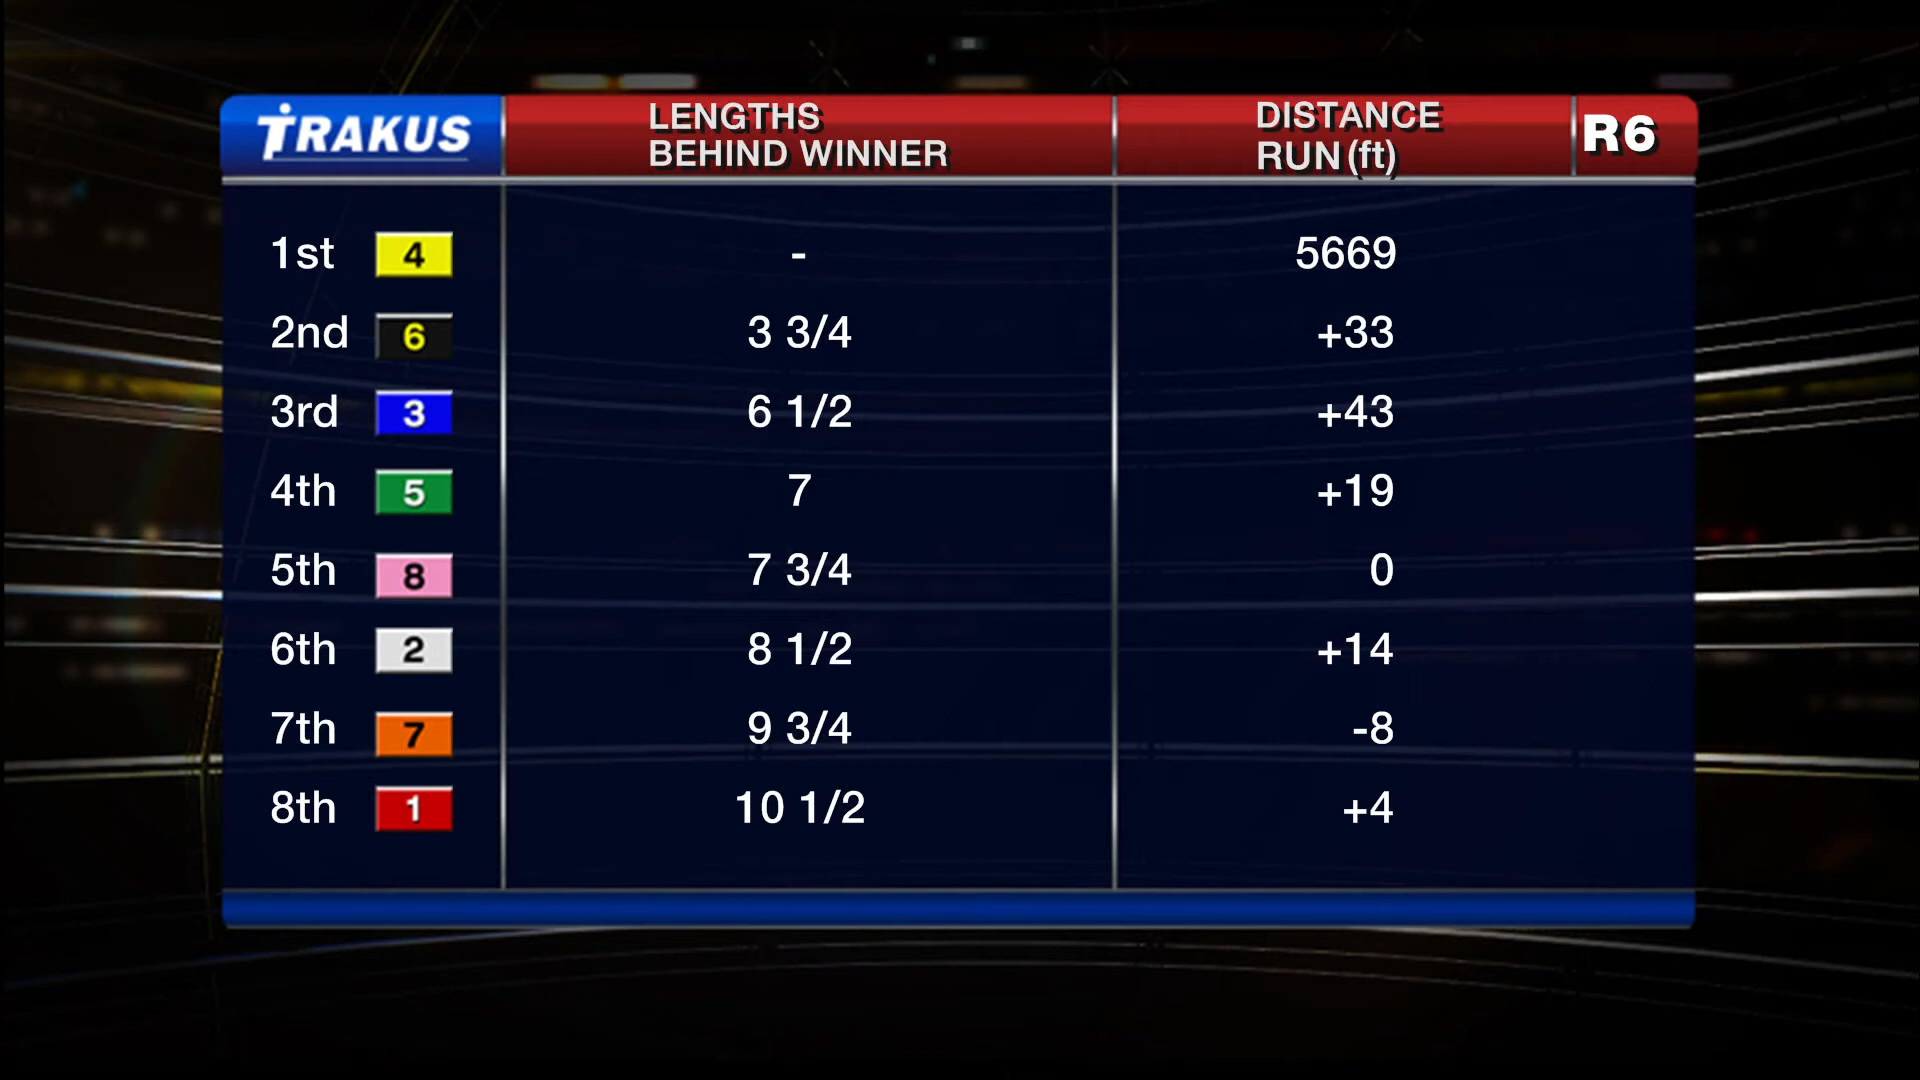 TRAKUS
LENGTHS
BEHIND WINNER
DISTANCE
RUN (ft)
R6
1st 4 - 5669
2nd 6 3 3/4 +33
3rd 3 6 1/2 +43
4th 5 7 +19
5th 8 7 3/4 0
6th 2 8 1/2 +14
7th 7 9 3/4 -8
8th 1 10 1/2 +4